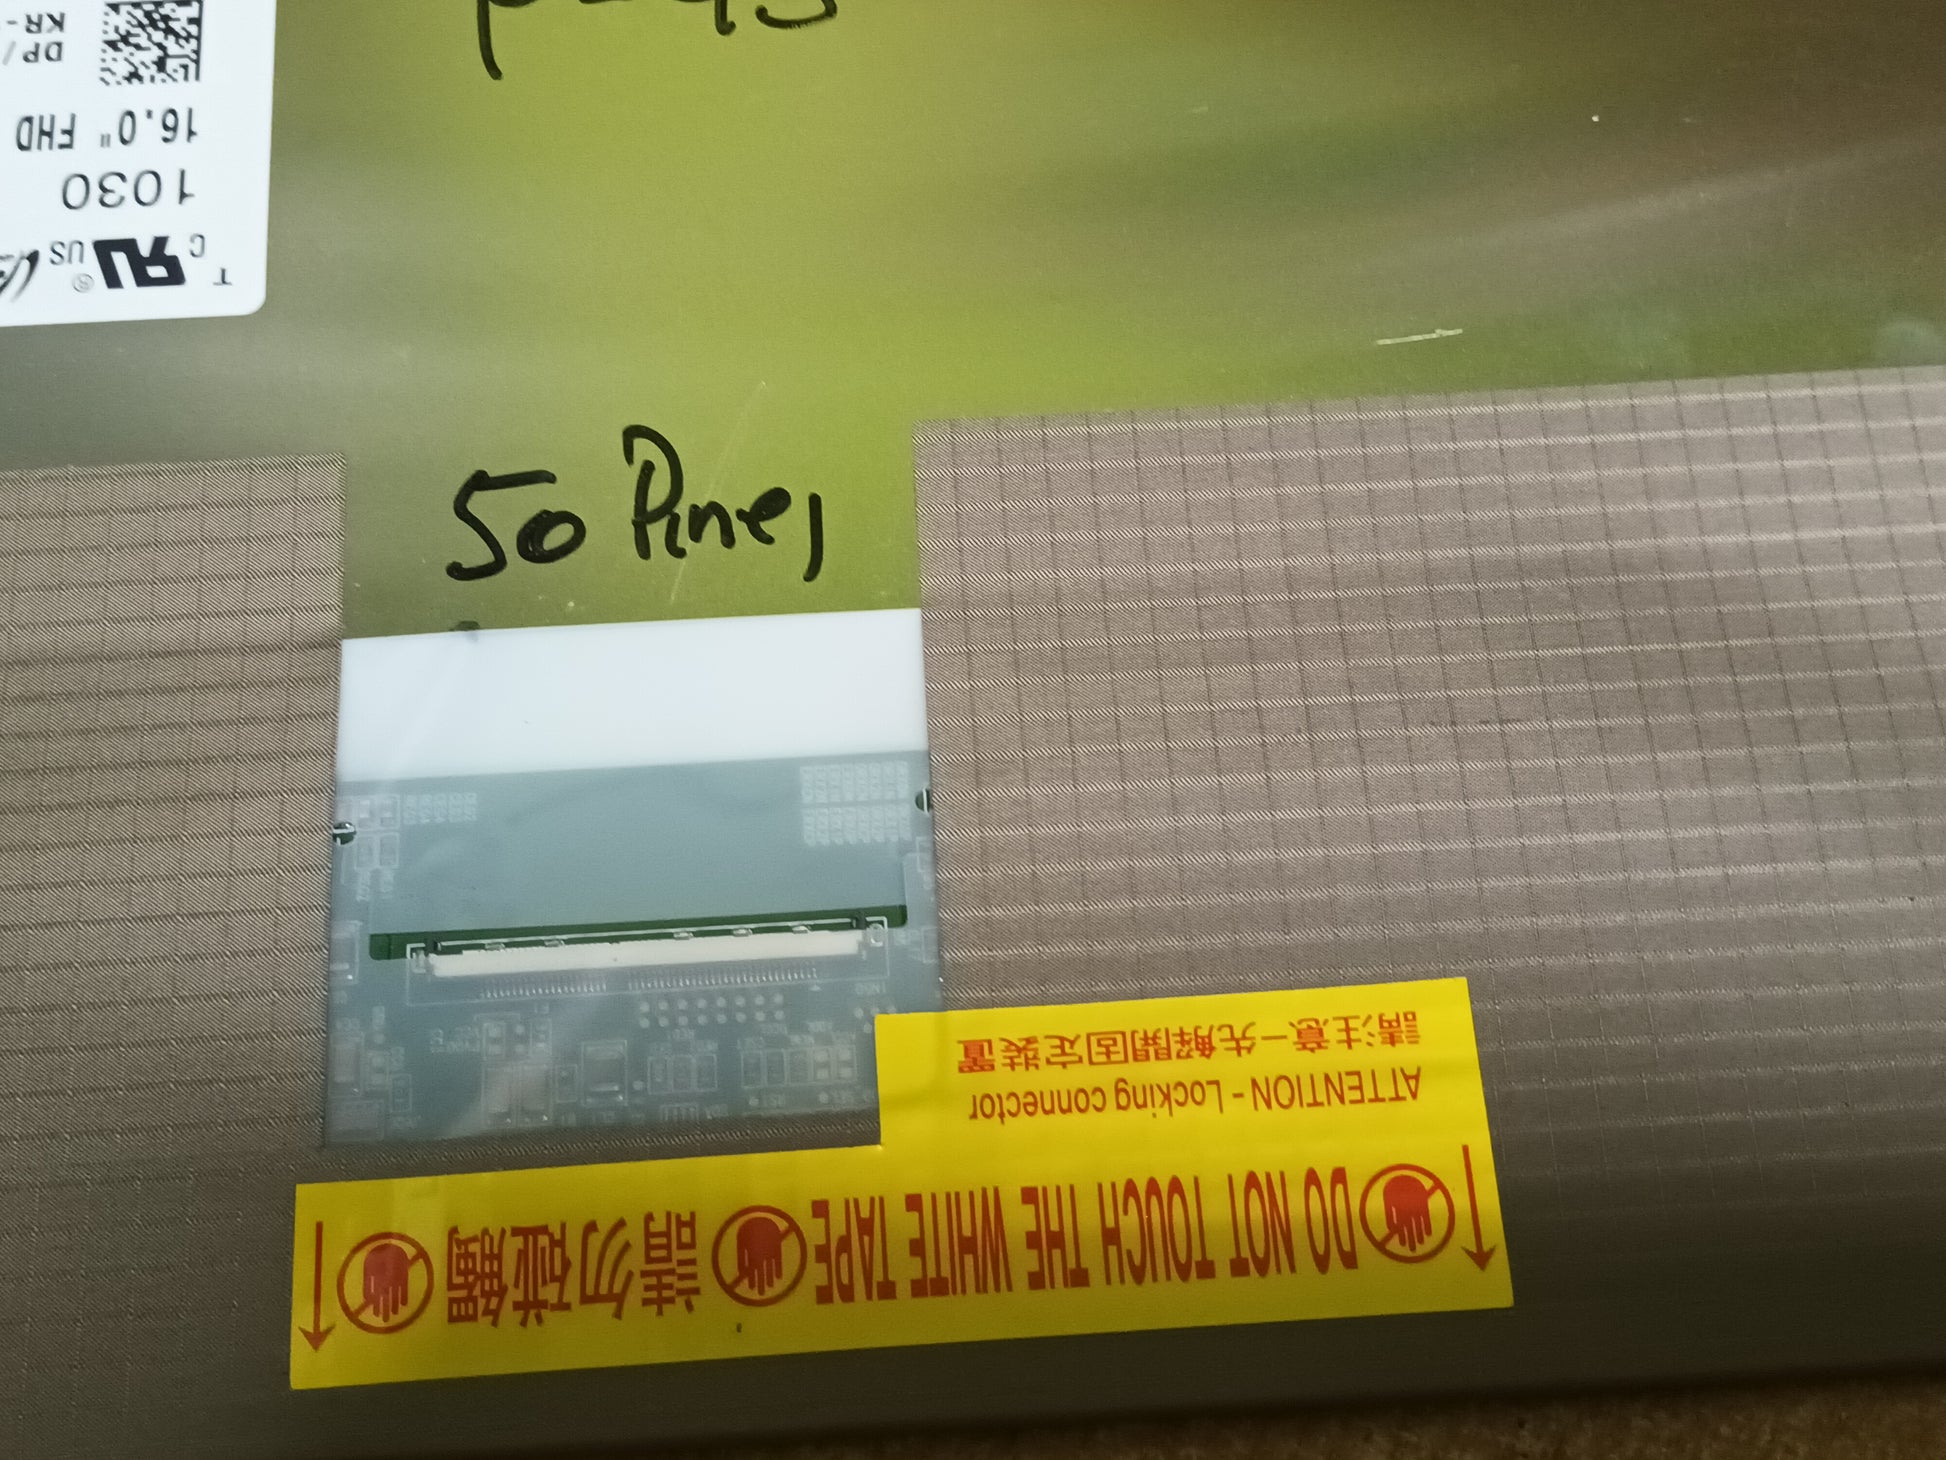 50 Pines
T
c UR ® US
1030
16.0" FHD
DP/
KR-
DO NOT TOUCH THE WHITE TAPE 請勿碰觸
ATTENTION - Locking connector
請注意－先解開固定裝置